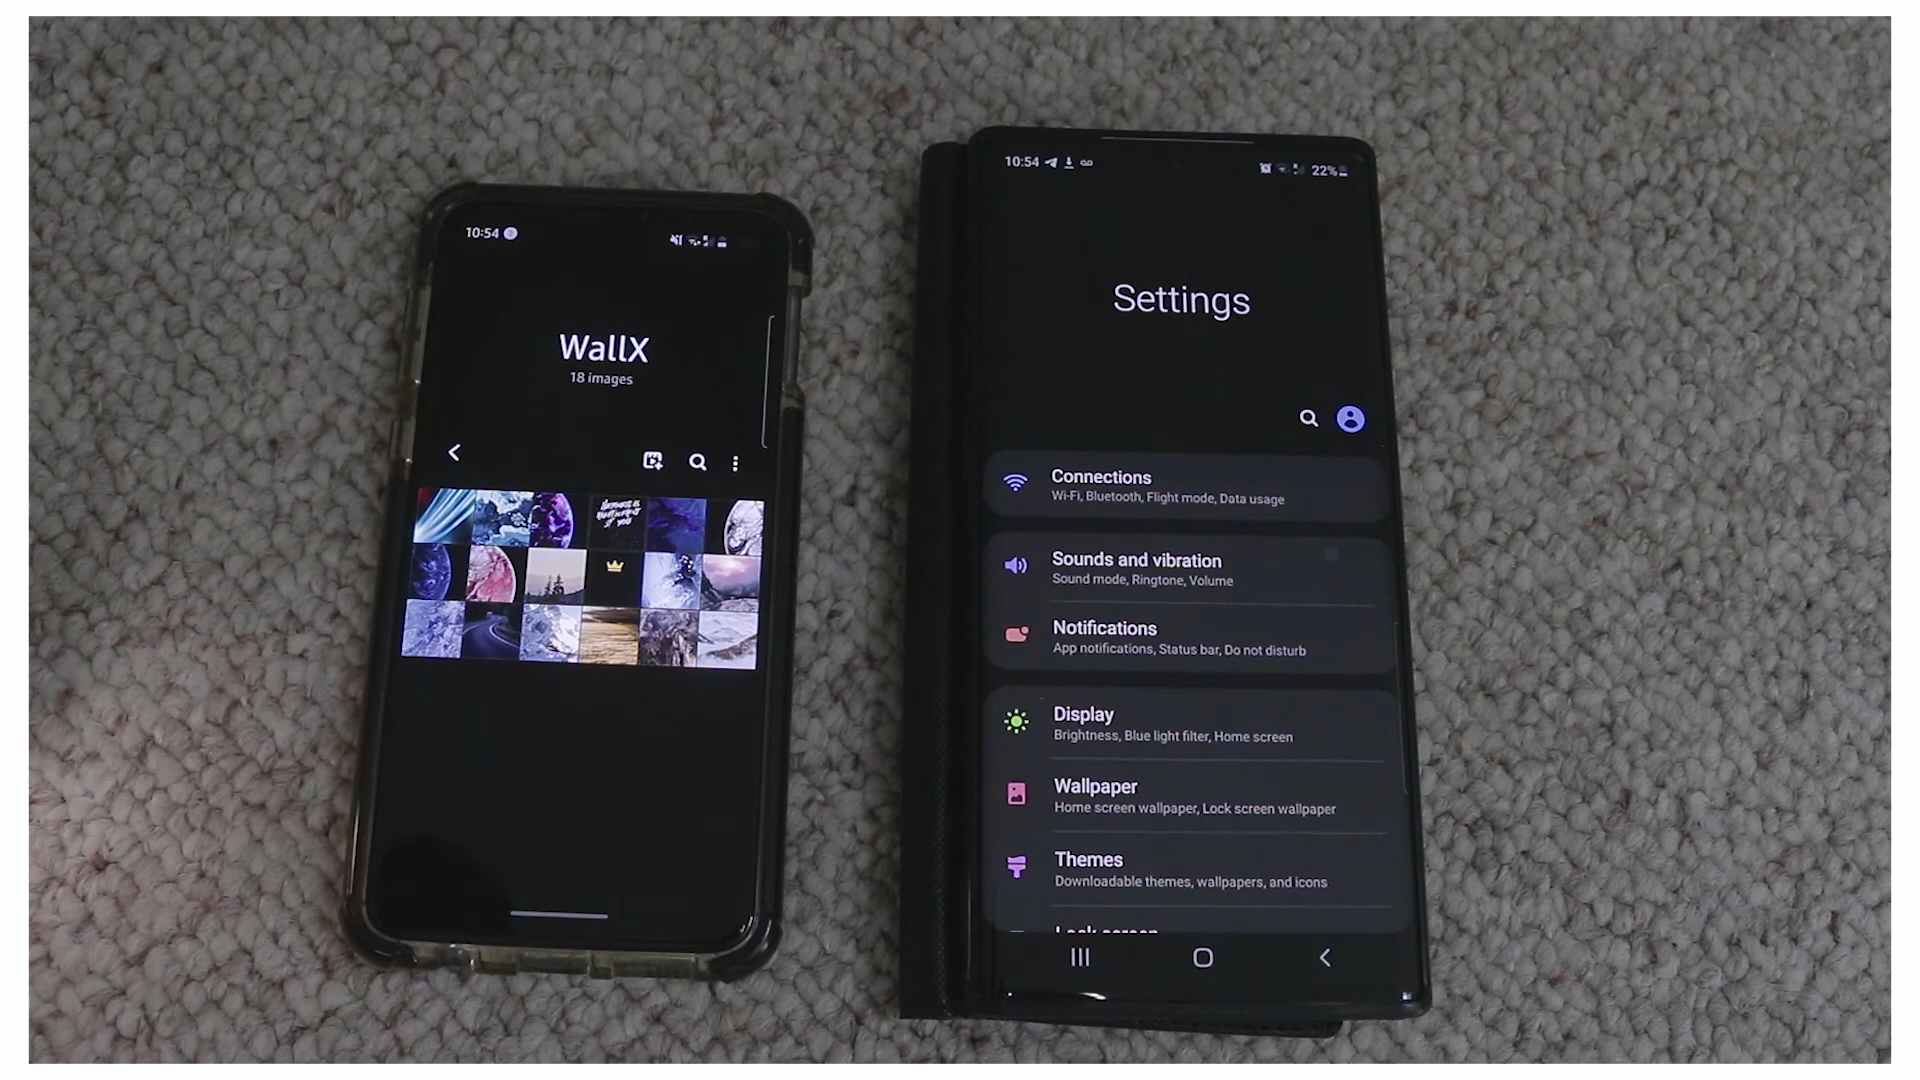 10:54
WallX
18 images
10:54
22%
Settings
Connections
Wi-Fi, Bluetooth, Flight mode, Data usage
Sounds and vibration
Sound mode, Ringtone, Volume
Notifications
App notifications, Status bar, Do not disturb
Display
Brightness, Blue light filter, Home screen
Wallpaper
Home screen wallpaper, Lock screen wallpaper
Themes
Downloadable themes, wallpapers, and icons
Lock screen